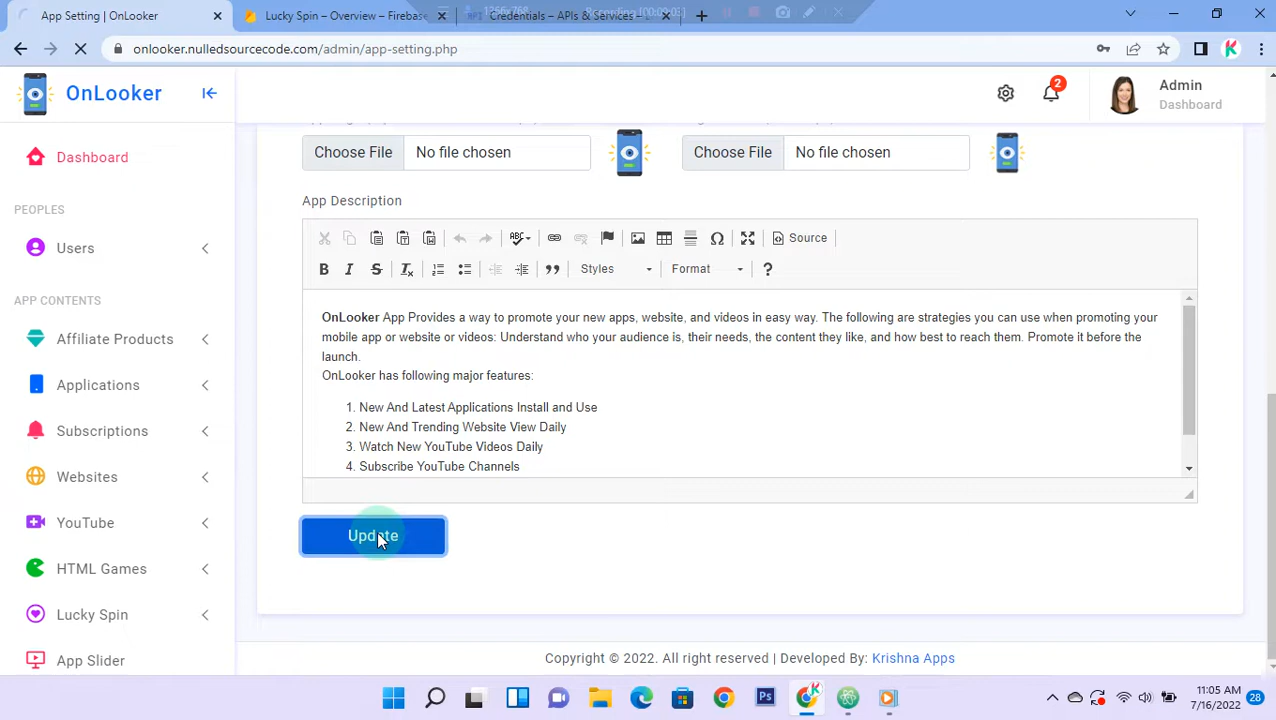 App Setting | OnLooker
Lucky Spin – Overview – Firebase
Credentials – APIs & Services –
onlooker.nulledsourcecode.com/admin/app-setting.php
OnLooker
2
Admin
Dashboard
Dashboard
PEOPLES
Users
APP CONTENTS
Affiliate Products
Applications
Subscriptions
Websites
YouTube
HTML Games
Lucky Spin
App Slider
Choose File No file chosen
Choose File No file chosen
App Description
Source
Styles
Format
OnLooker App Provides a way to promote your new apps, website, and videos in easy way. The following are strategies you can use when promoting your
mobile app or website or videos: Understand who your audience is, their needs, the content they like, and how best to reach them. Promote it before the
launch.
OnLooker has following major features:
1. New And Latest Applications Install and Use
2. New And Trending Website View Daily
3. Watch New YouTube Videos Daily
4. Subscribe YouTube Channels
Update
Copyright © 2022. All right reserved | Developed By: Krishna Apps
11:05 AM
7/16/2022
28